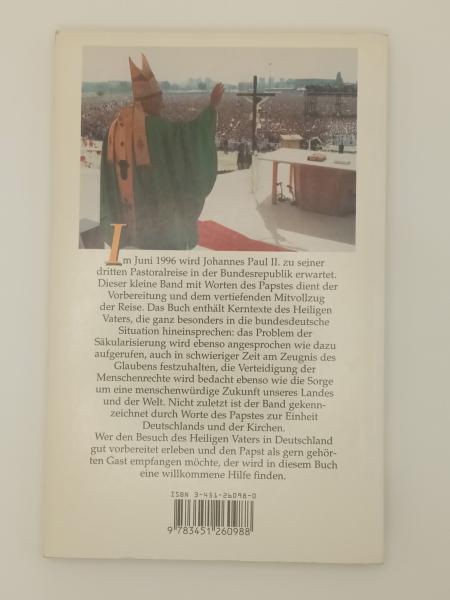 Im Juni 1996 wird Johannes Paul II. zu seiner
dritten Pastoralreise in der Bundesrepublik erwartet.
Dieser kleine Band mit Worten des Papstes dient der
Vorbereitung und dem vertiefenden Mitvollzug
der Reise. Das Buch enthält Kerntexte des Heiligen
Vaters, die ganz besonders in die bundesdeutsche
Situation hineinsprechen: das Problem der
Säkularisierung wird ebenso angesprochen wie dazu
aufgerufen, auch in schwieriger Zeit am Zeugnis des
Glaubens festzuhalten, die Verteidigung der
Menschenrechte wird bedacht ebenso wie die Sorge
um eine menschenwürdige Zukunft unseres Landes
und der Welt. Nicht zuletzt ist der Band gekenn-
zeichnet durch Worte des Papstes zur Einheit
Deutschlands und der Kirchen.
Wer den Besuch des Heiligen Vaters in Deutschland
gut vorbereitet erleben und den Papst als gern gehör-
ten Gast empfangen möchte, der wird in diesem Buch
eine willkommene Hilfe finden.
ISBN 3-451-26098-0
9 783451 260988